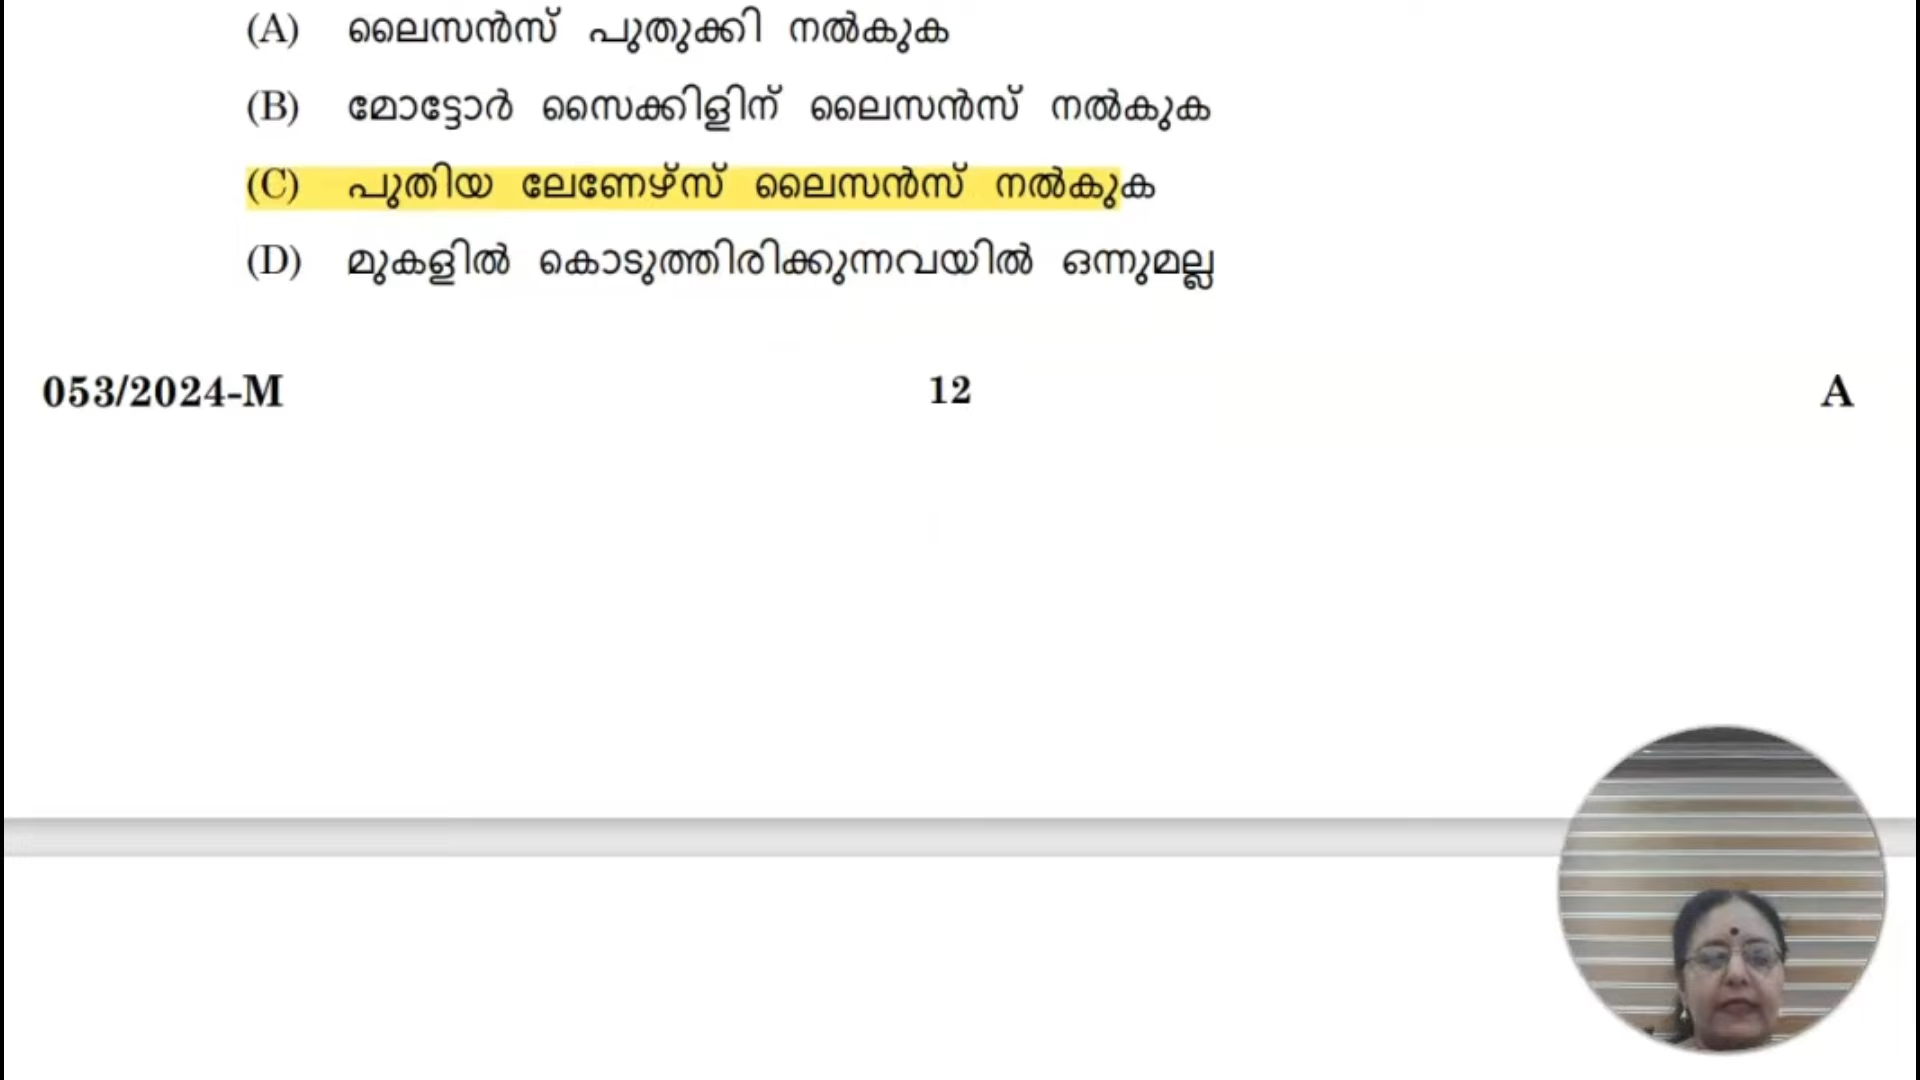 (A) ലൈസൻസ് പുതുക്കി നൽകുക
(B) മോട്ടോർ സൈക്കിളിന് ലൈസൻസ് നൽകുക
(C) പുതിയ ലേണേഴ്സ് ലൈസൻസ് നൽകുക
(D) മുകളിൽ കൊടുത്തിരിക്കുന്നവയിൽ ഒന്നുമല്ല
053/2024-M 12 A